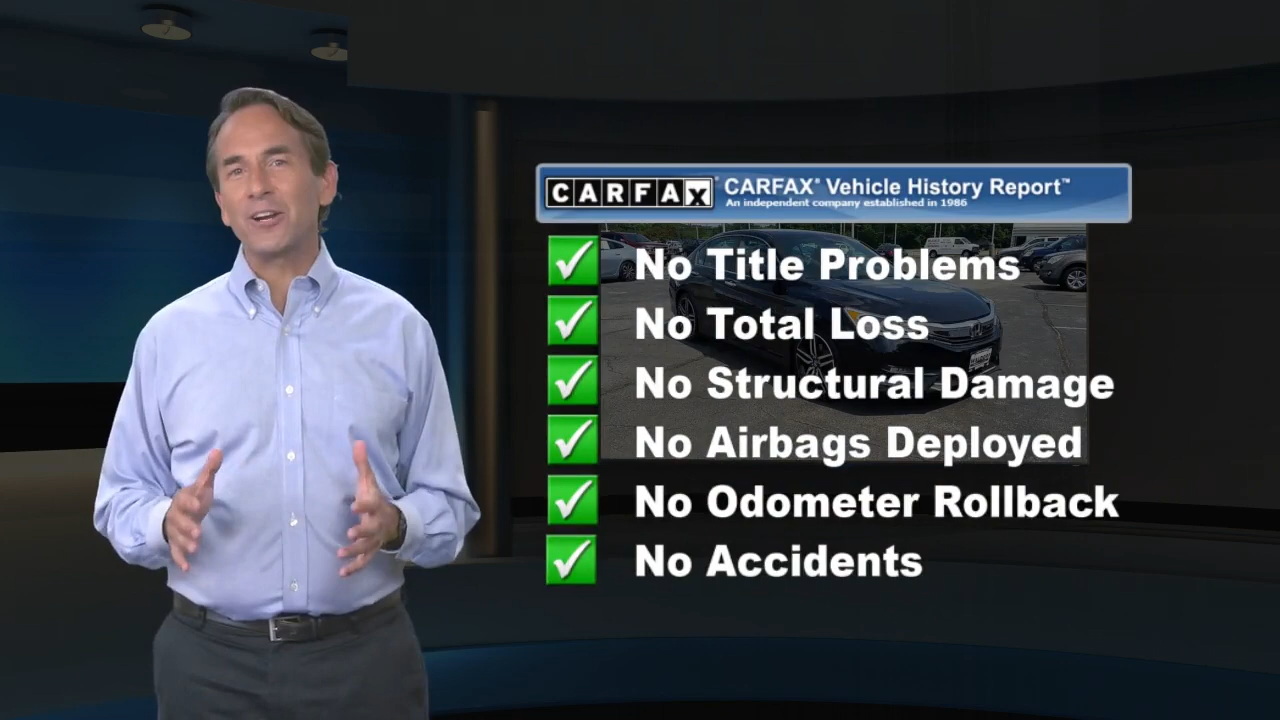 CARFAX
CARFAX® Vehicle History Report™
An independent company established in 1986
No Title Problems
No Total Loss
No Structural Damage
No Airbags Deployed
No Odometer Rollback
No Accidents